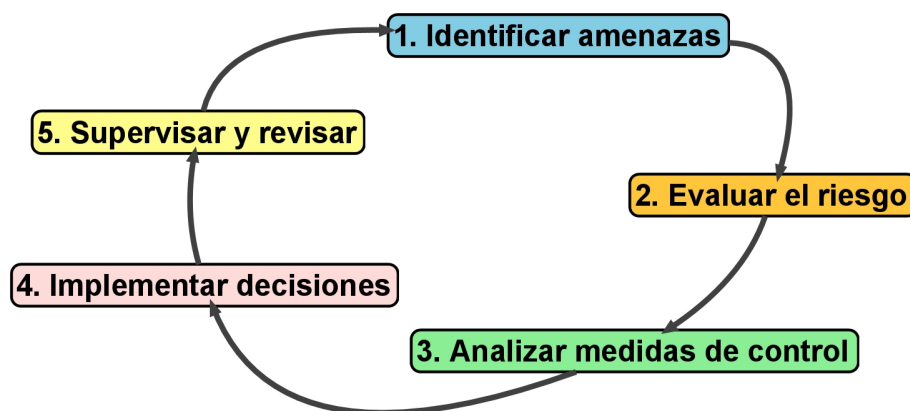 1. Identificar amenazas
2. Evaluar el riesgo
3. Analizar medidas de control
4. Implementar decisiones
5. Supervisar y revisar